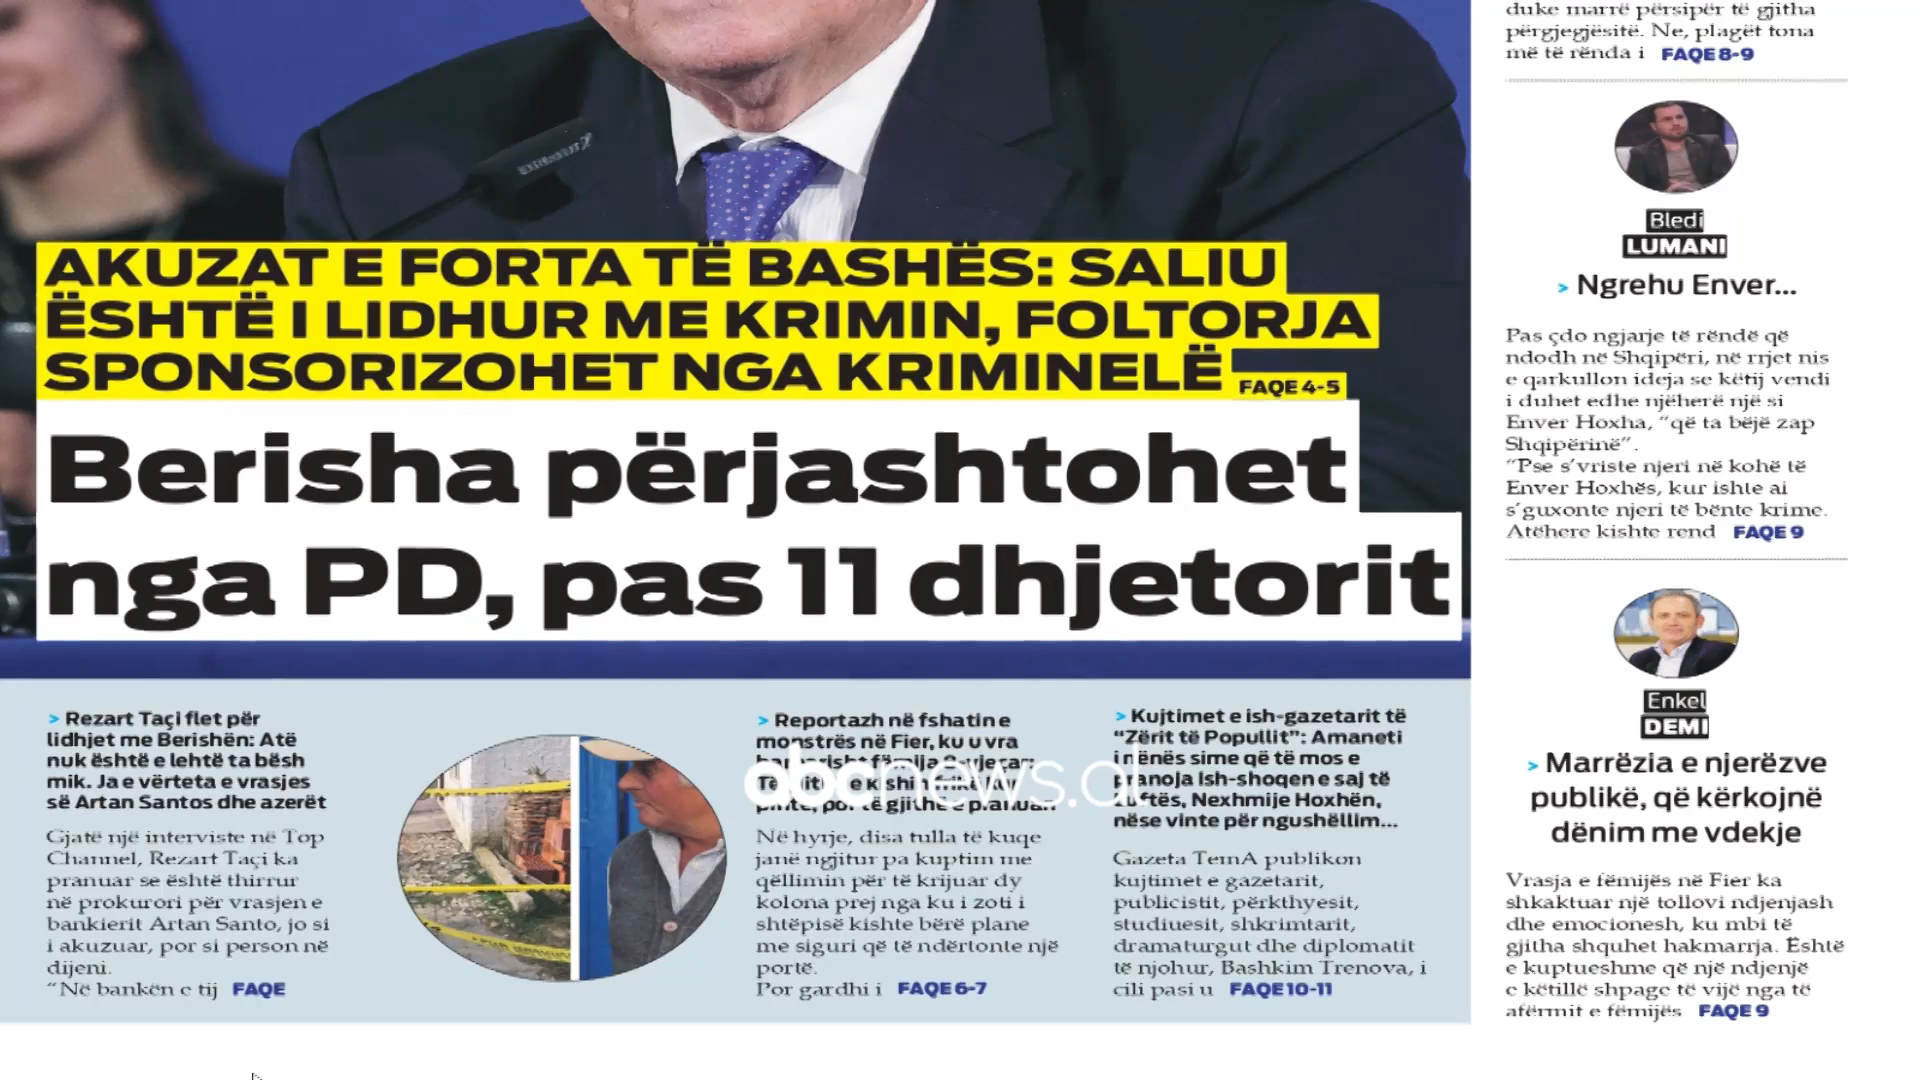 AKUZAT E FORTA TË BASHËS: SALIU
ËSHTË I LIDHUR ME KRIMIN, FOLTORJA
SPONSORIZOHET NGA KRIMINELË FAQE 4-5
Berisha përjashtohet
nga PD, pas 11 dhjetorit
> Rezart Taçi flet për
lidhjet me Berishën: Atë
nuk është e lehtë ta bësh
mik. Ja e vërteta e vrasjes
së Artan Santos dhe azerët
Gjatë një interviste në Top
Channel, Rezart Taçi ka
pranuar se është thirrur
në prokurori për vrasjen e
bankierit Artan Santo, jo si
i akuzuar, por si person në
dijeni.
“Në bankën e tij FAQE
> Reportazh në fshatin e
monstrës në Fier, ku u vra
pinte, por të gjithë e pranuan
Në hyrje, disa tulla të kuqe
janë ngjitur pa kuptim me
qëllimin për të krijuar dy
kolona prej nga ku i zoti i
shtëpisë kishte bërë plane
me siguri që të ndërtonte një
portë.
Por gardhi i FAQE 6-7
abcnews.al
> Kujtimet e ish-gazetarit të
“Zërit të Popullit”: Amaneti
i nënës sime që të mos e
pranoja ish-shoqen e saj të
luftës, Nexhmije Hoxhën,
nëse vinte për ngushëllim...
Gazeta TemA publikon
kujtimet e gazetarit,
publicistit, përkthyesit,
studiuesit, shkrimtarit,
dramaturgut dhe diplomatit
të njohur, Bashkim Trenova, i
cili pasi u FAQE 10-11
duke marrë përsipër të gjitha
përgjegjësitë. Ne, plagët tona
më të rënda i FAQE 8-9
Bledi
LUMANI
> Ngrehu Enver...
Pas çdo ngjarje të rëndë që
ndodh në Shqipëri, në rrjet nis
e qarkullon ideja se këtij vendi
i duhet edhe njëherë një si
Enver Hoxha, “që ta bëjë zap
Shqipërinë”.
“Pse s’vriste njeri në kohë të
Enver Hoxhës, kur ishte ai
s’guxonte njeri të bënte krime.
Atëhere kishte rend FAQE 9
Enkel
DEMI
> Marrëzia e njerëzve
publikë, që kërkojnë
dënim me vdekje
Vrasja e fëmijës në Fier ka
shkaktuar një tollovi ndjenjash
dhe emocionesh, ku mbi të
gjitha shquhet hakmarrja. Është
e kuptueshme që një ndjenjë
e këtillë shpage të vijë nga të
afërmit e fëmijës FAQE 9